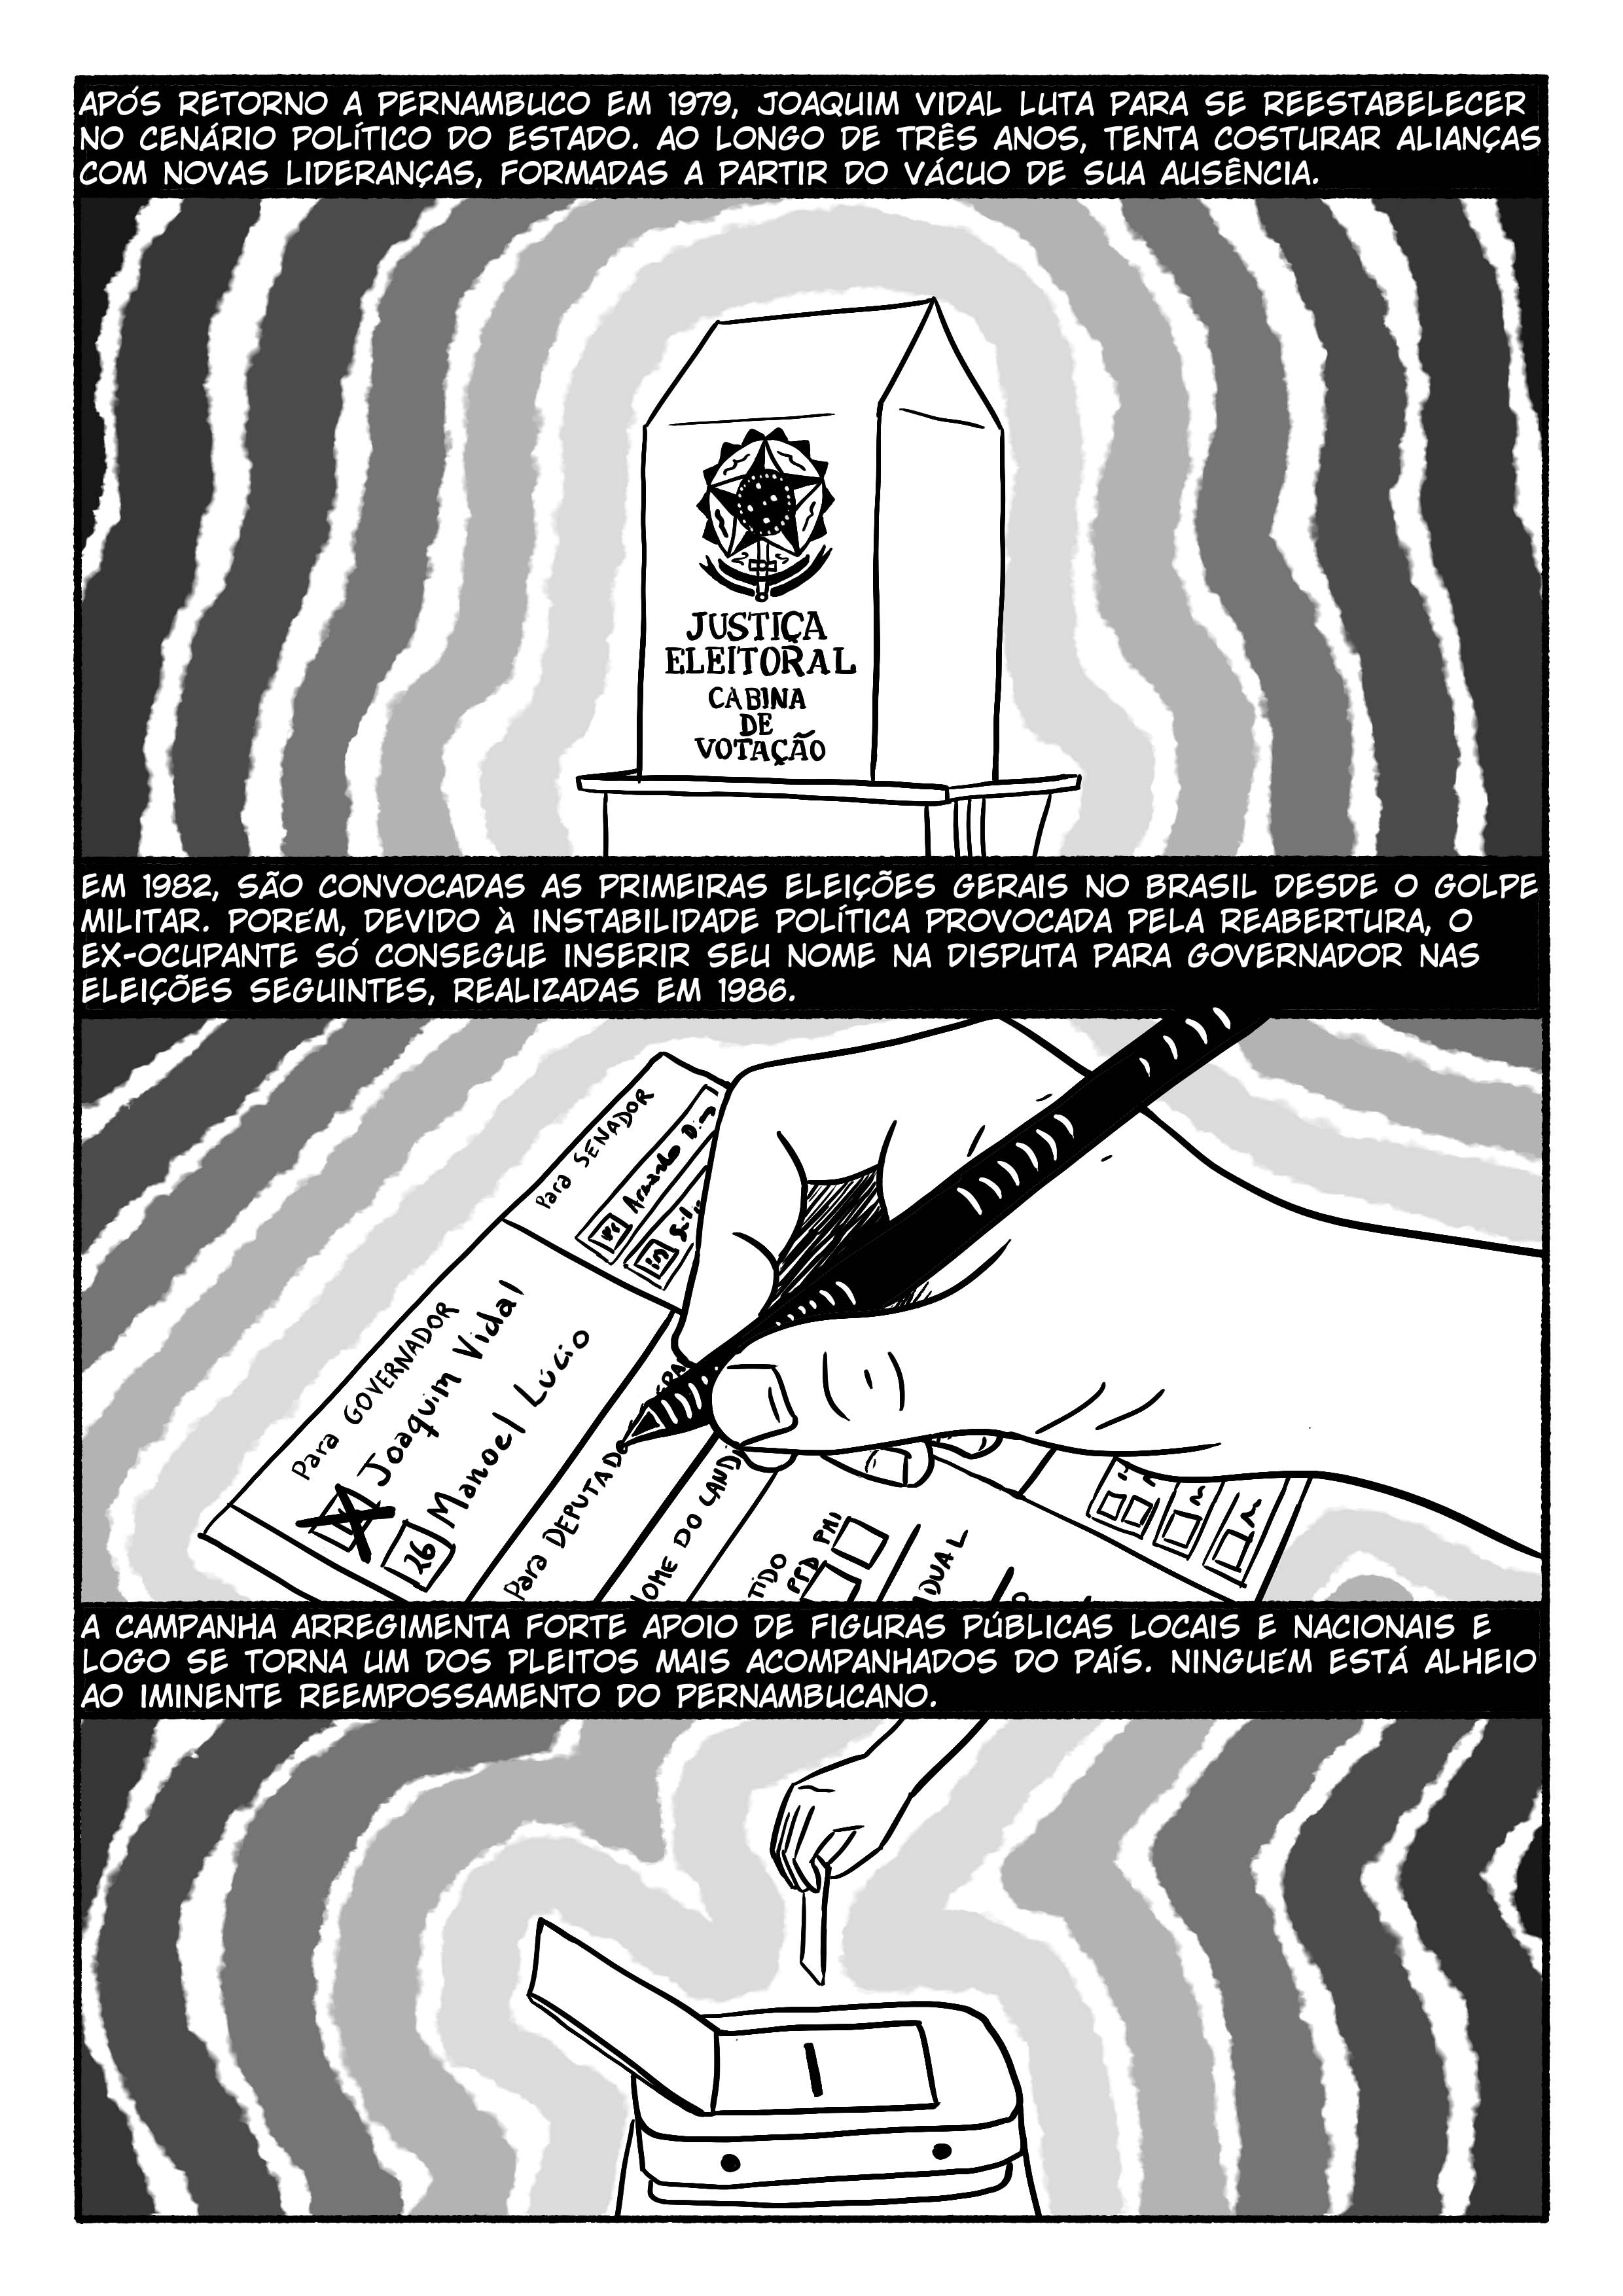 APÓS RETORNO A PERNAMBUCO EM 1979, JOAQUIM VIDAL LUTA PARA SE REESTABELECER
NO CENÁRIO POLÍTICO DO ESTADO. AO LONGO DE TRÊS ANOS, TENTA COSTURAR ALIANÇAS
COM NOVAS LIDERANÇAS, FORMADAS A PARTIR DO VÁCUO DE SUA AUSÊNCIA.
JUSTIÇA
ELEITORAL
CABINA
DE
VOTAÇÃO
EM 1982, SÃO CONVOCADAS AS PRIMEIRAS ELEIÇÕES GERAIS NO BRASIL DESDE O GOLPE
MILITAR. PORÉM, DEVIDO À INSTABILIDADE POLÍTICA PROVOCADA PELA REABERTURA, O
EX-OCUPANTE SÓ CONSEGUE INSERIR SEU NOME NA DISPUTA PARA GOVERNADOR NAS
ELEIÇÕES SEGUINTES, REALIZADAS EM 1986.
Para SENADOR
Armando
Para GOVERNADOR
Joaquim Vidal
26 Manoel Lúcio
Para DEPUTADO
NOME DO CANDI
TIDO
DUAL
A CAMPANHA ARREGIMENTA FORTE APOIO DE FIGURAS PÚBLICAS LOCAIS E NACIONAIS E
LOGO SE TORNA UM DOS PLEITOS MAIS ACOMPANHADOS DO PAÍS. NINGUÉM ESTÁ ALHEIO
AO IMINENTE REEMPOSSAMENTO DO PERNAMBUCANO.